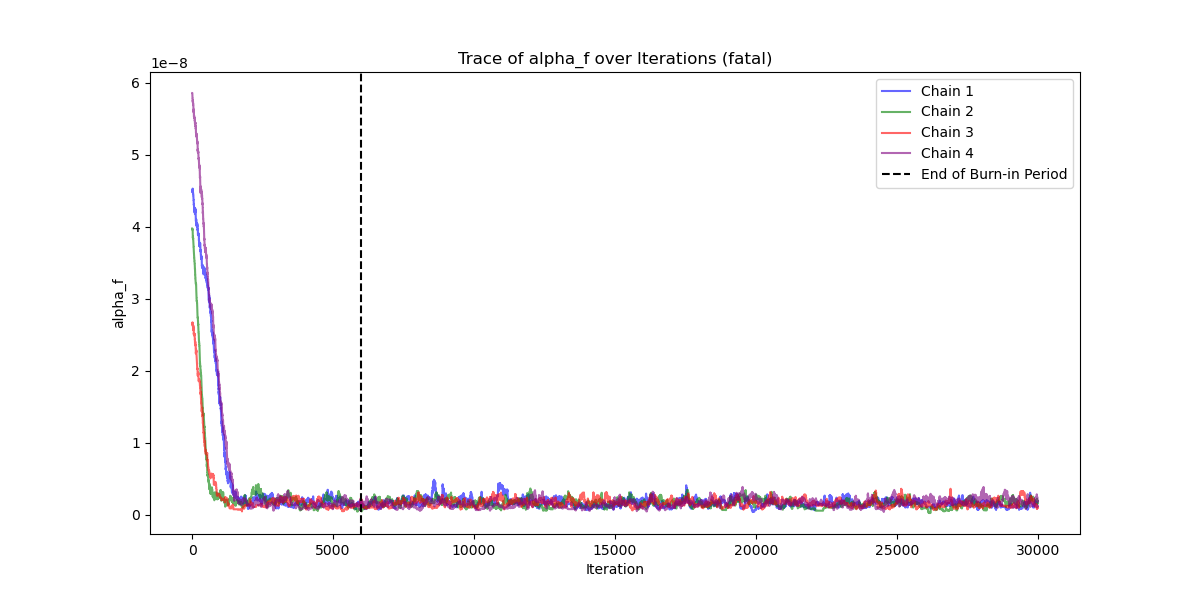 Trace of alpha_f over Iterations (fatal)
1e−8
6
5
4
3
2
1
0
alpha_f
0 5000 10000 15000 20000 25000 30000
Iteration
Chain 1
Chain 2
Chain 3
Chain 4
End of Burn-in Period